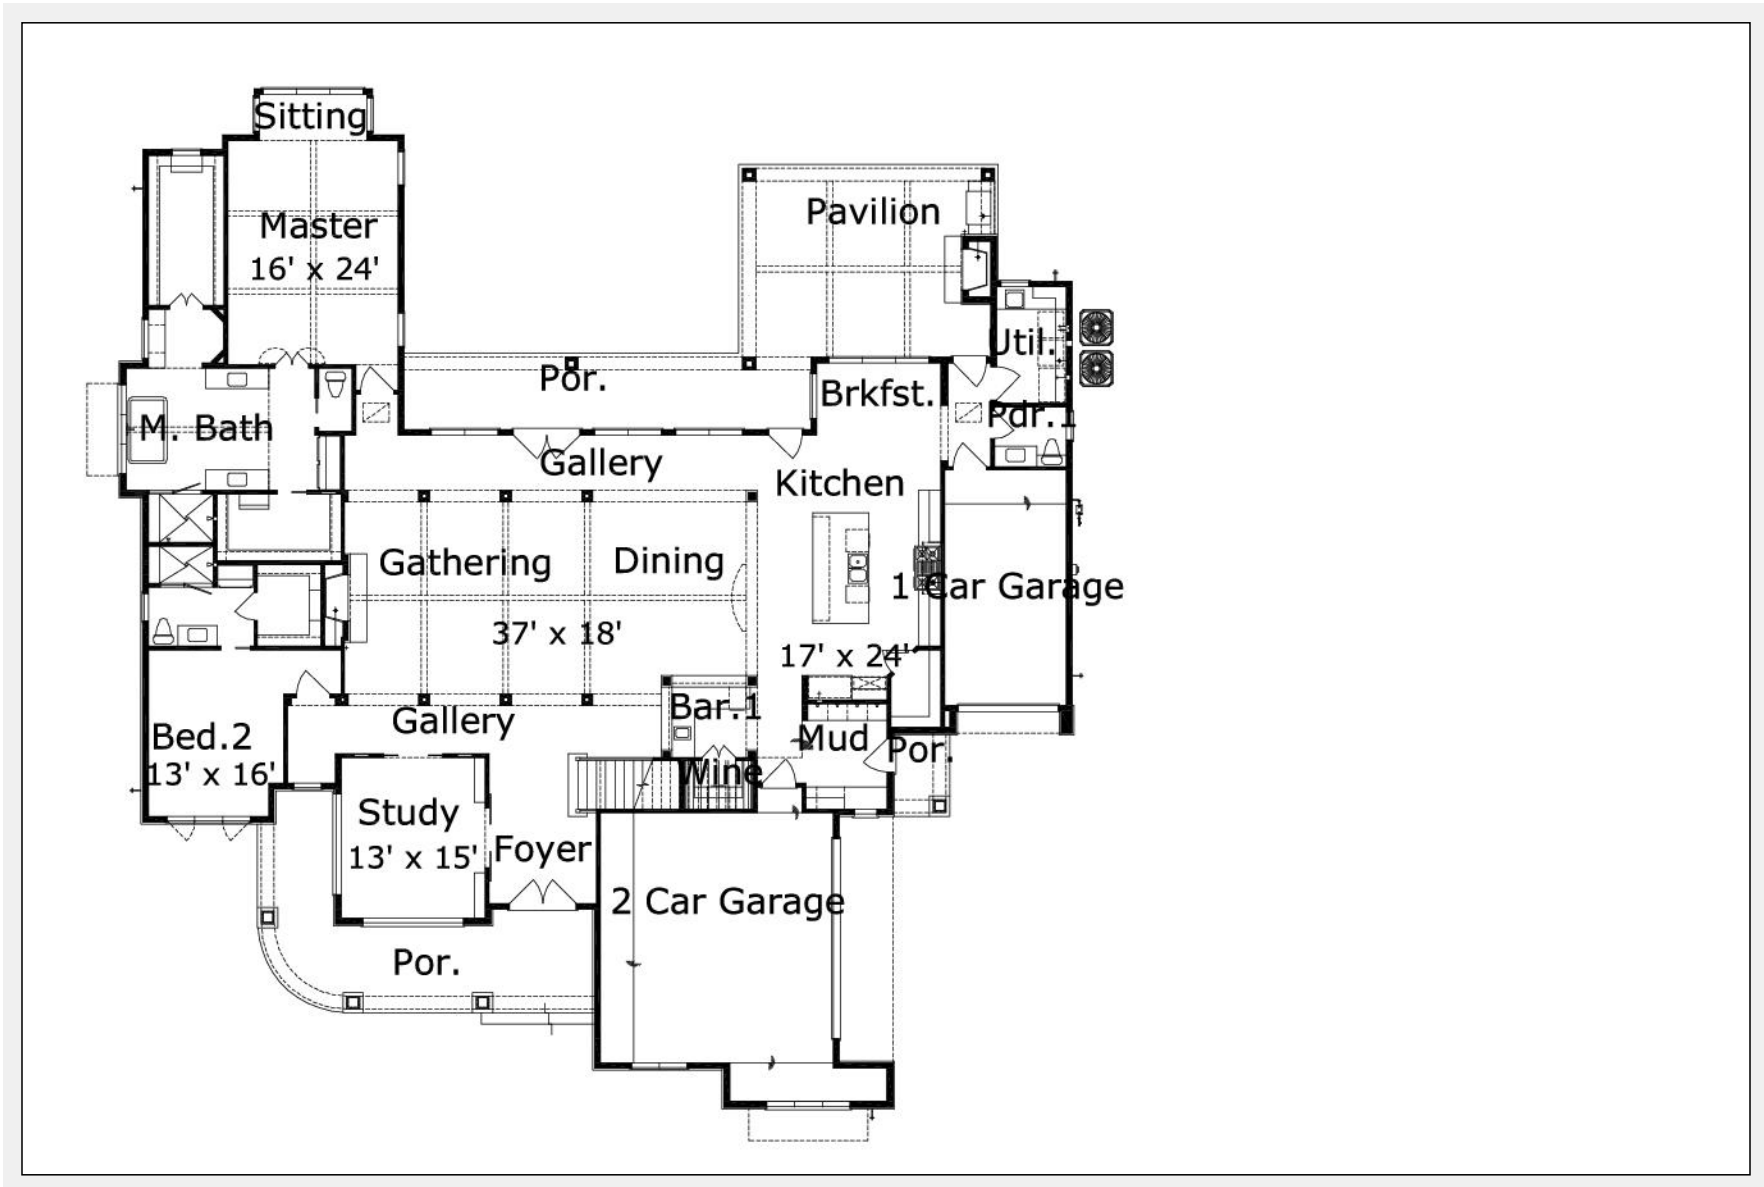 Sitting
Master
16' x 24'
Pavilion
Util.
Por.
Brkfst.
Pdr.1
M. Bath
Gallery
Kitchen
Gathering
Dining
1 Car Garage
37' x 18'
17' x 24'
Bar.1
Gallery
Bed.2
13' x 16'
Mud
Por.
Wine
Study
13' x 15'
Foyer
2 Car Garage
Por.